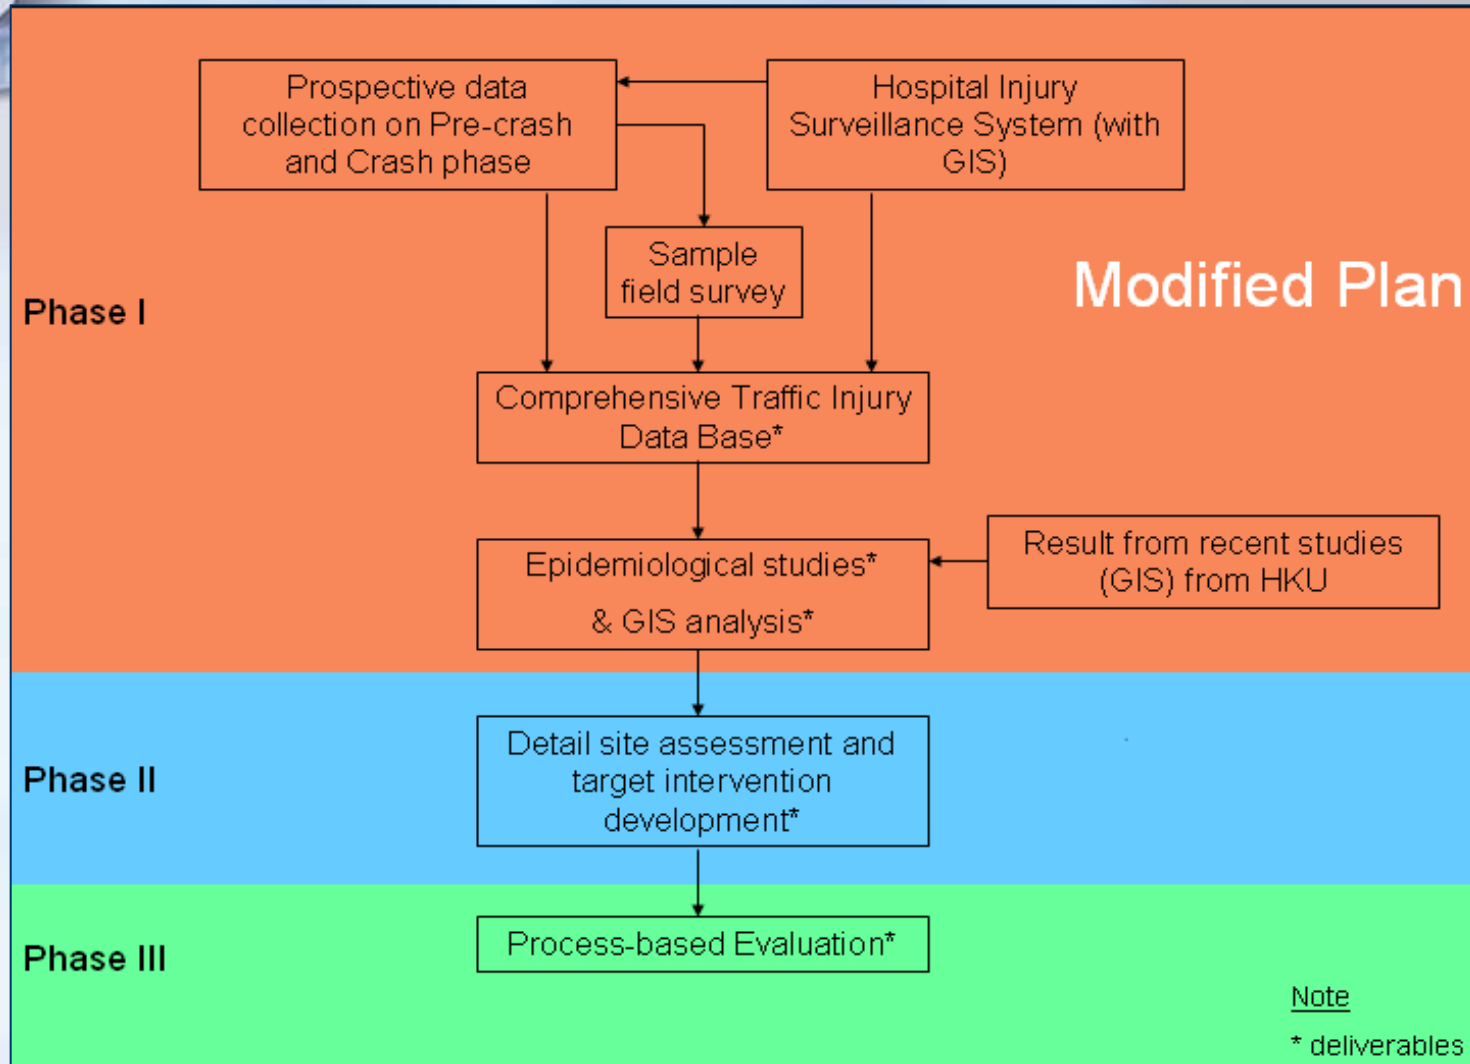 Prospective data
collection on Pre-crash
and Crash phase
Hospital Injury
Surveillance System (with
GIS)
Sample
field survey
Modified Plan
Phase I
Comprehensive Traffic Injury
Data Base*
Epidemiological studies*
& GIS analysis*
Result from recent studies
(GIS) from HKU
Phase II
Detail site assessment and
target intervention
development*
Phase III
Process-based Evaluation*
Note
* deliverables